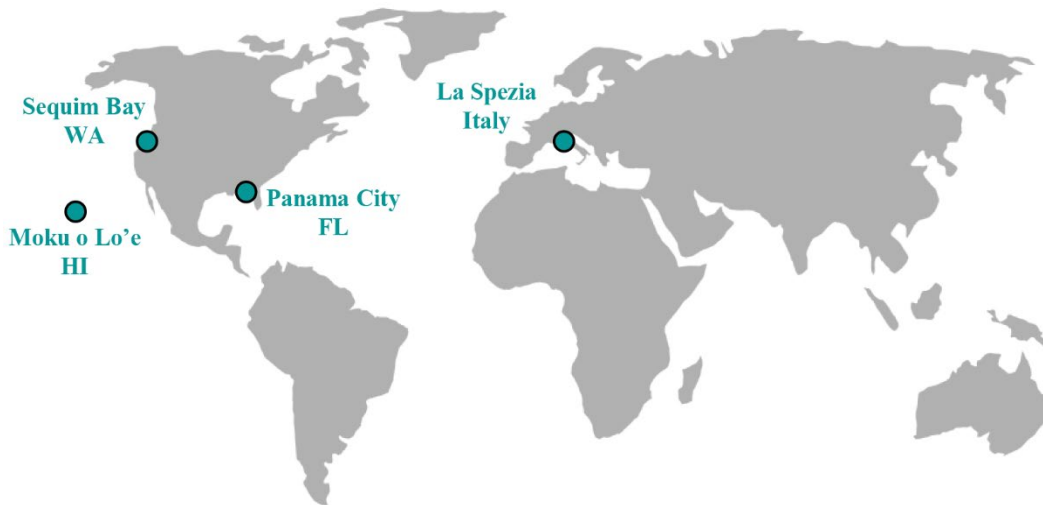 Sequim Bay
WA
La Spezia
Italy
Panama City
FL
Moku o Lo’e
HI